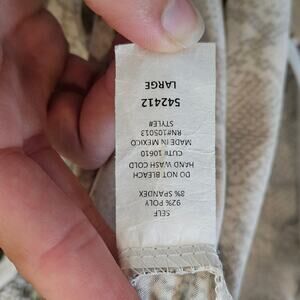 SELF
92% POLY
8% SPANDEX
DO NOT BLEACH
HAND WASH COLD
CUT# 10610
MADE IN MEXICO
RN#105013
STYLE#
542412
LARGE